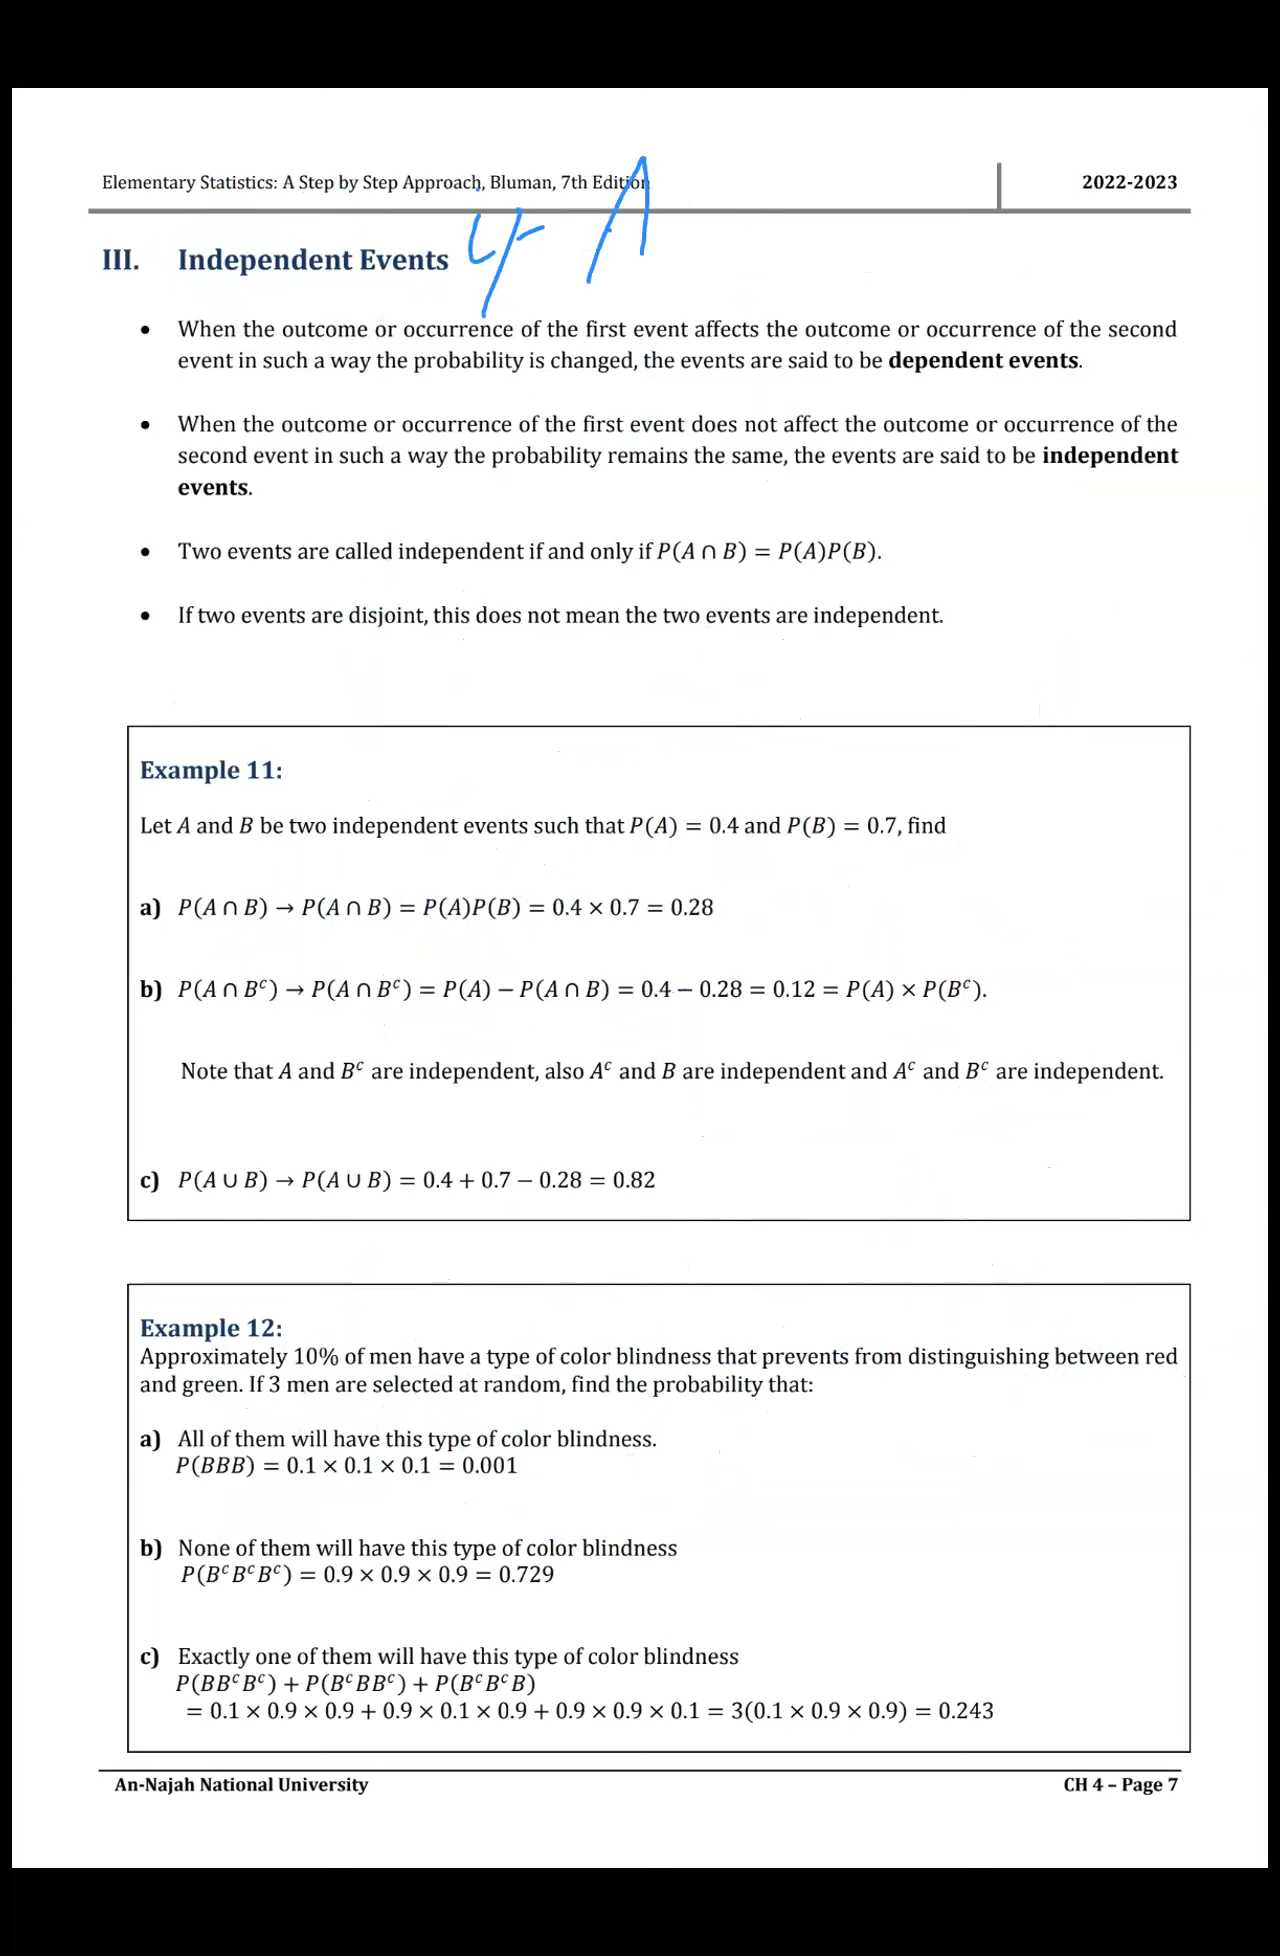 Elementary Statistics: A Step by Step Approach, Bluman, 7th Edition 2022-2023
4- A
III. Independent Events
• When the outcome or occurrence of the first event affects the outcome or occurrence of the second
event in such a way the probability is changed, the events are said to be dependent events.
• When the outcome or occurrence of the first event does not affect the outcome or occurrence of the
second event in such a way the probability remains the same, the events are said to be independent
events.
• Two events are called independent if and only if P(A ∩ B) = P(A)P(B).
• If two events are disjoint, this does not mean the two events are independent.
Example 11:
Let A and B be two independent events such that P(A) = 0.4 and P(B) = 0.7, find
a) P(A ∩ B) → P(A ∩ B) = P(A)P(B) = 0.4 × 0.7 = 0.28
b) P(A ∩ Bᶜ) → P(A ∩ Bᶜ) = P(A) − P(A ∩ B) = 0.4 − 0.28 = 0.12 = P(A) × P(Bᶜ).
Note that A and Bᶜ are independent, also Aᶜ and B are independent and Aᶜ and Bᶜ are independent.
c) P(A ∪ B) → P(A ∪ B) = 0.4 + 0.7 − 0.28 = 0.82
Example 12:
Approximately 10% of men have a type of color blindness that prevents from distinguishing between red
and green. If 3 men are selected at random, find the probability that:
a) All of them will have this type of color blindness.
P(BBB) = 0.1 × 0.1 × 0.1 = 0.001
b) None of them will have this type of color blindness
P(BᶜBᶜBᶜ) = 0.9 × 0.9 × 0.9 = 0.729
c) Exactly one of them will have this type of color blindness
P(BBᶜBᶜ) + P(BᶜBBᶜ) + P(BᶜBᶜB)
= 0.1 × 0.9 × 0.9 + 0.9 × 0.1 × 0.9 + 0.9 × 0.9 × 0.1 = 3(0.1 × 0.9 × 0.9) = 0.243
An-Najah National University CH 4 – Page 7